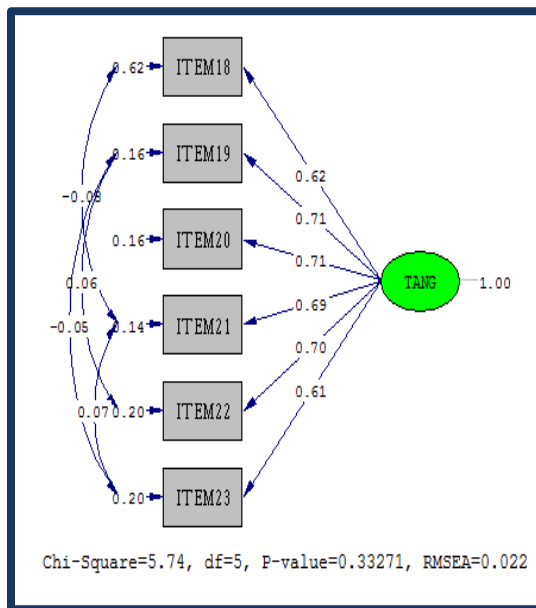 0.62 ITEM18
0.16 ITEM19
-0.09 0.62
0.71
0.16 ITEM20 0.71
TANG 1.00
0.06 0.69
-0.05 0.14 ITEM21
0.70
0.07 0.20 ITEM22 0.61
0.20 ITEM23
Chi-Square=5.74, df=5, P-value=0.33271, RMSEA=0.022